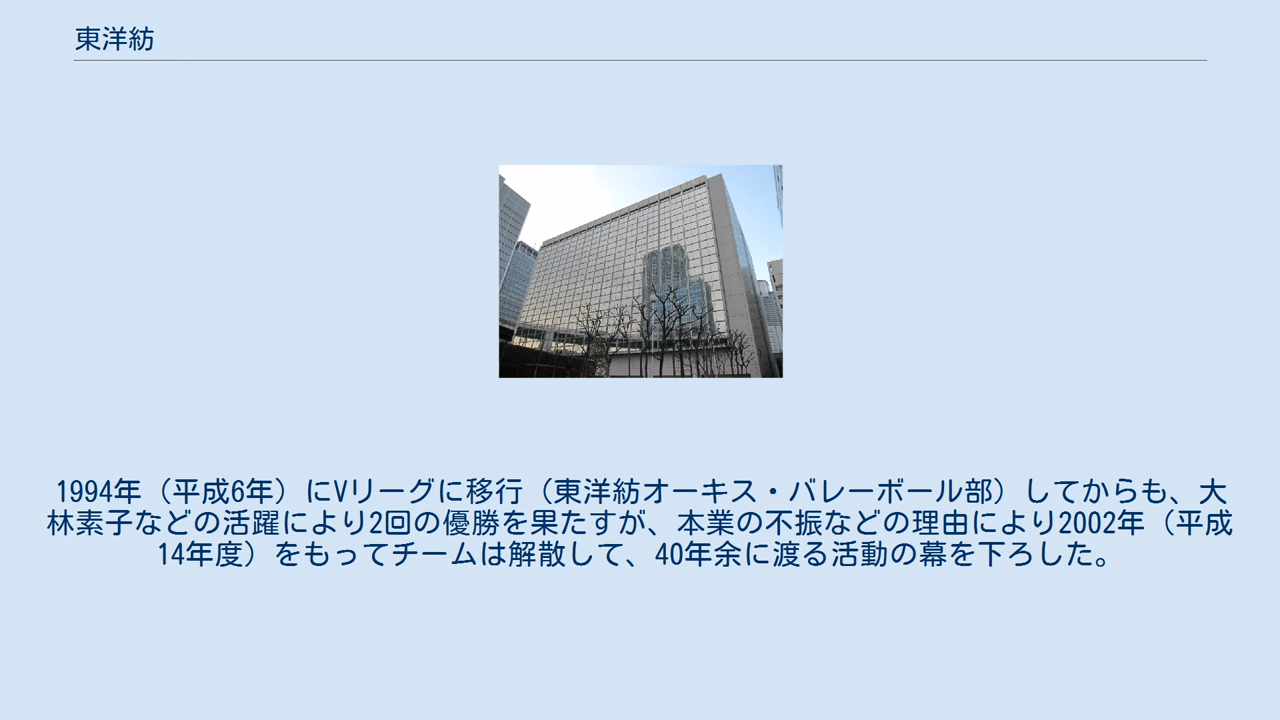 東洋紡
1994年（平成6年）にVリーグに移行（東洋紡オーキス・バレーボール部）してからも、大
林素子などの活躍により2回の優勝を果たすが、本業の不振などの理由により2002年（平成
14年度）をもってチームは解散して、40年余に渡る活動の幕を下ろした。